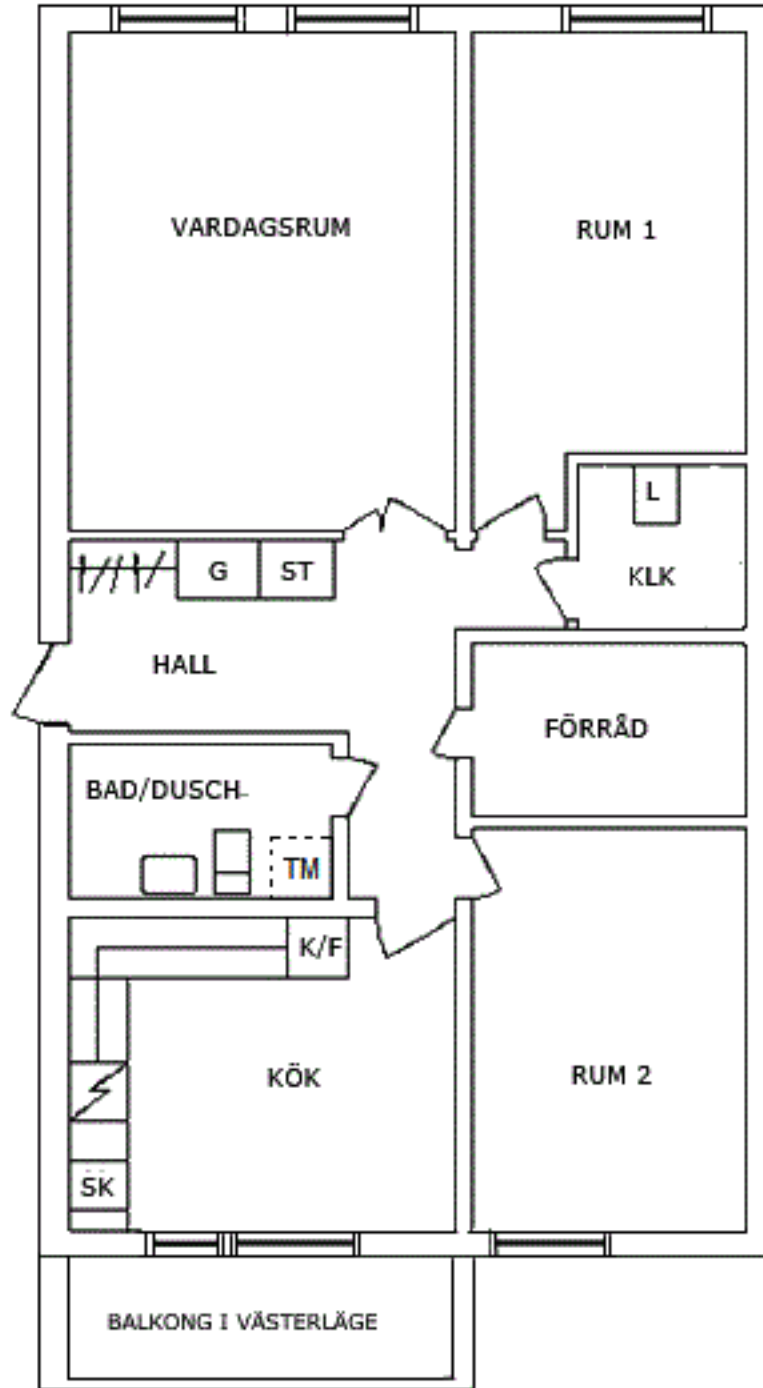 VARDAGSRUM
RUM 1
L
G
ST
KLK
HALL
FÖRRÅD
BAD/DUSCH
TM
K/F
KÖK
RUM 2
SK
BALKONG I VÄSTERLÄGE